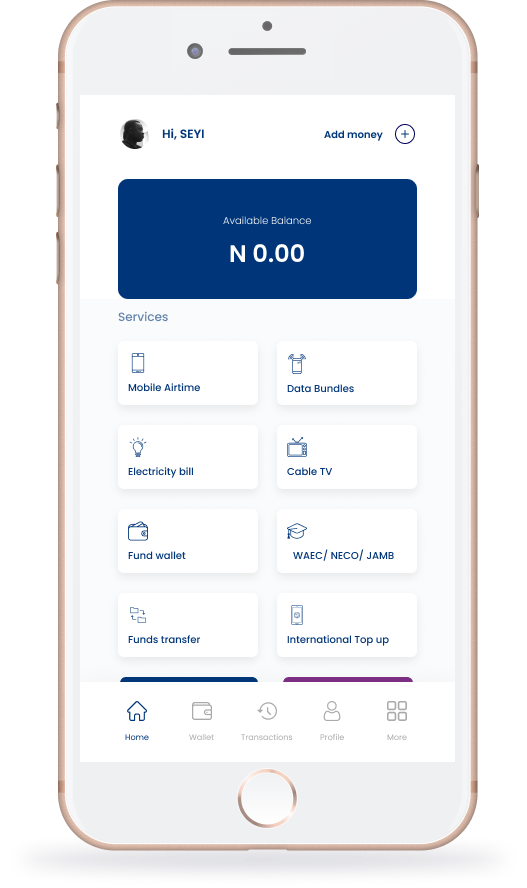 Hi, SEYI
Add money
Available Balance
N 0.00
Services
Mobile Airtime
Data Bundles
Electricity bill
Cable TV
Fund wallet
WAEC/ NECO/ JAMB
Funds transfer
International Top up
Home
Wallet
Transactions
Profile
More